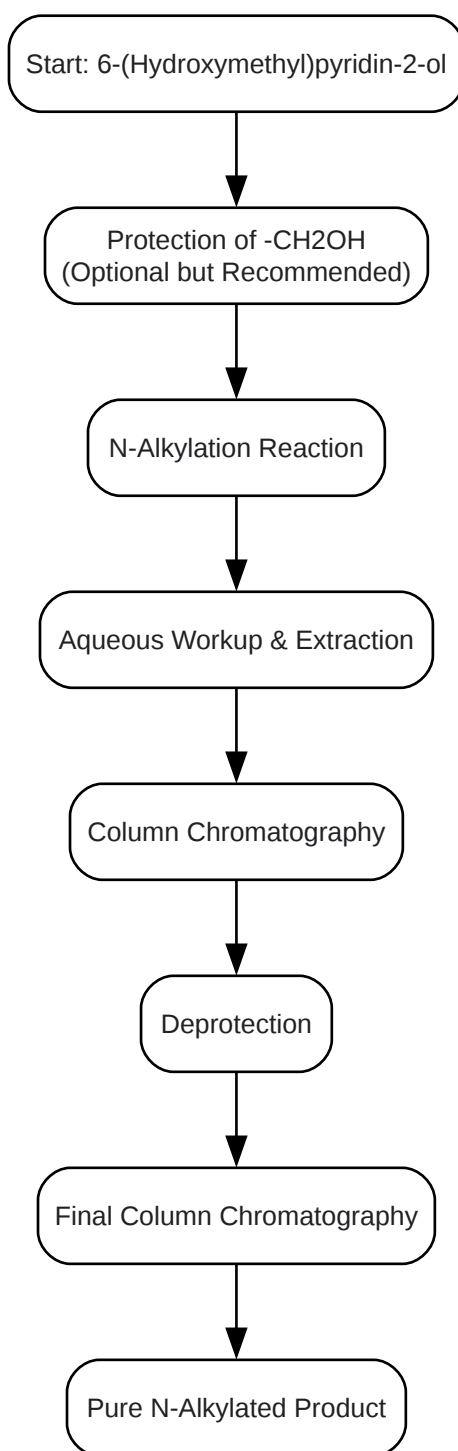 Start: 6-(Hydroxymethyl)pyridin-2-ol
Protection of -CH2OH
(Optional but Recommended)
N-Alkylation Reaction
Aqueous Workup & Extraction
Column Chromatography
Deprotection
Final Column Chromatography
Pure N-Alkylated Product